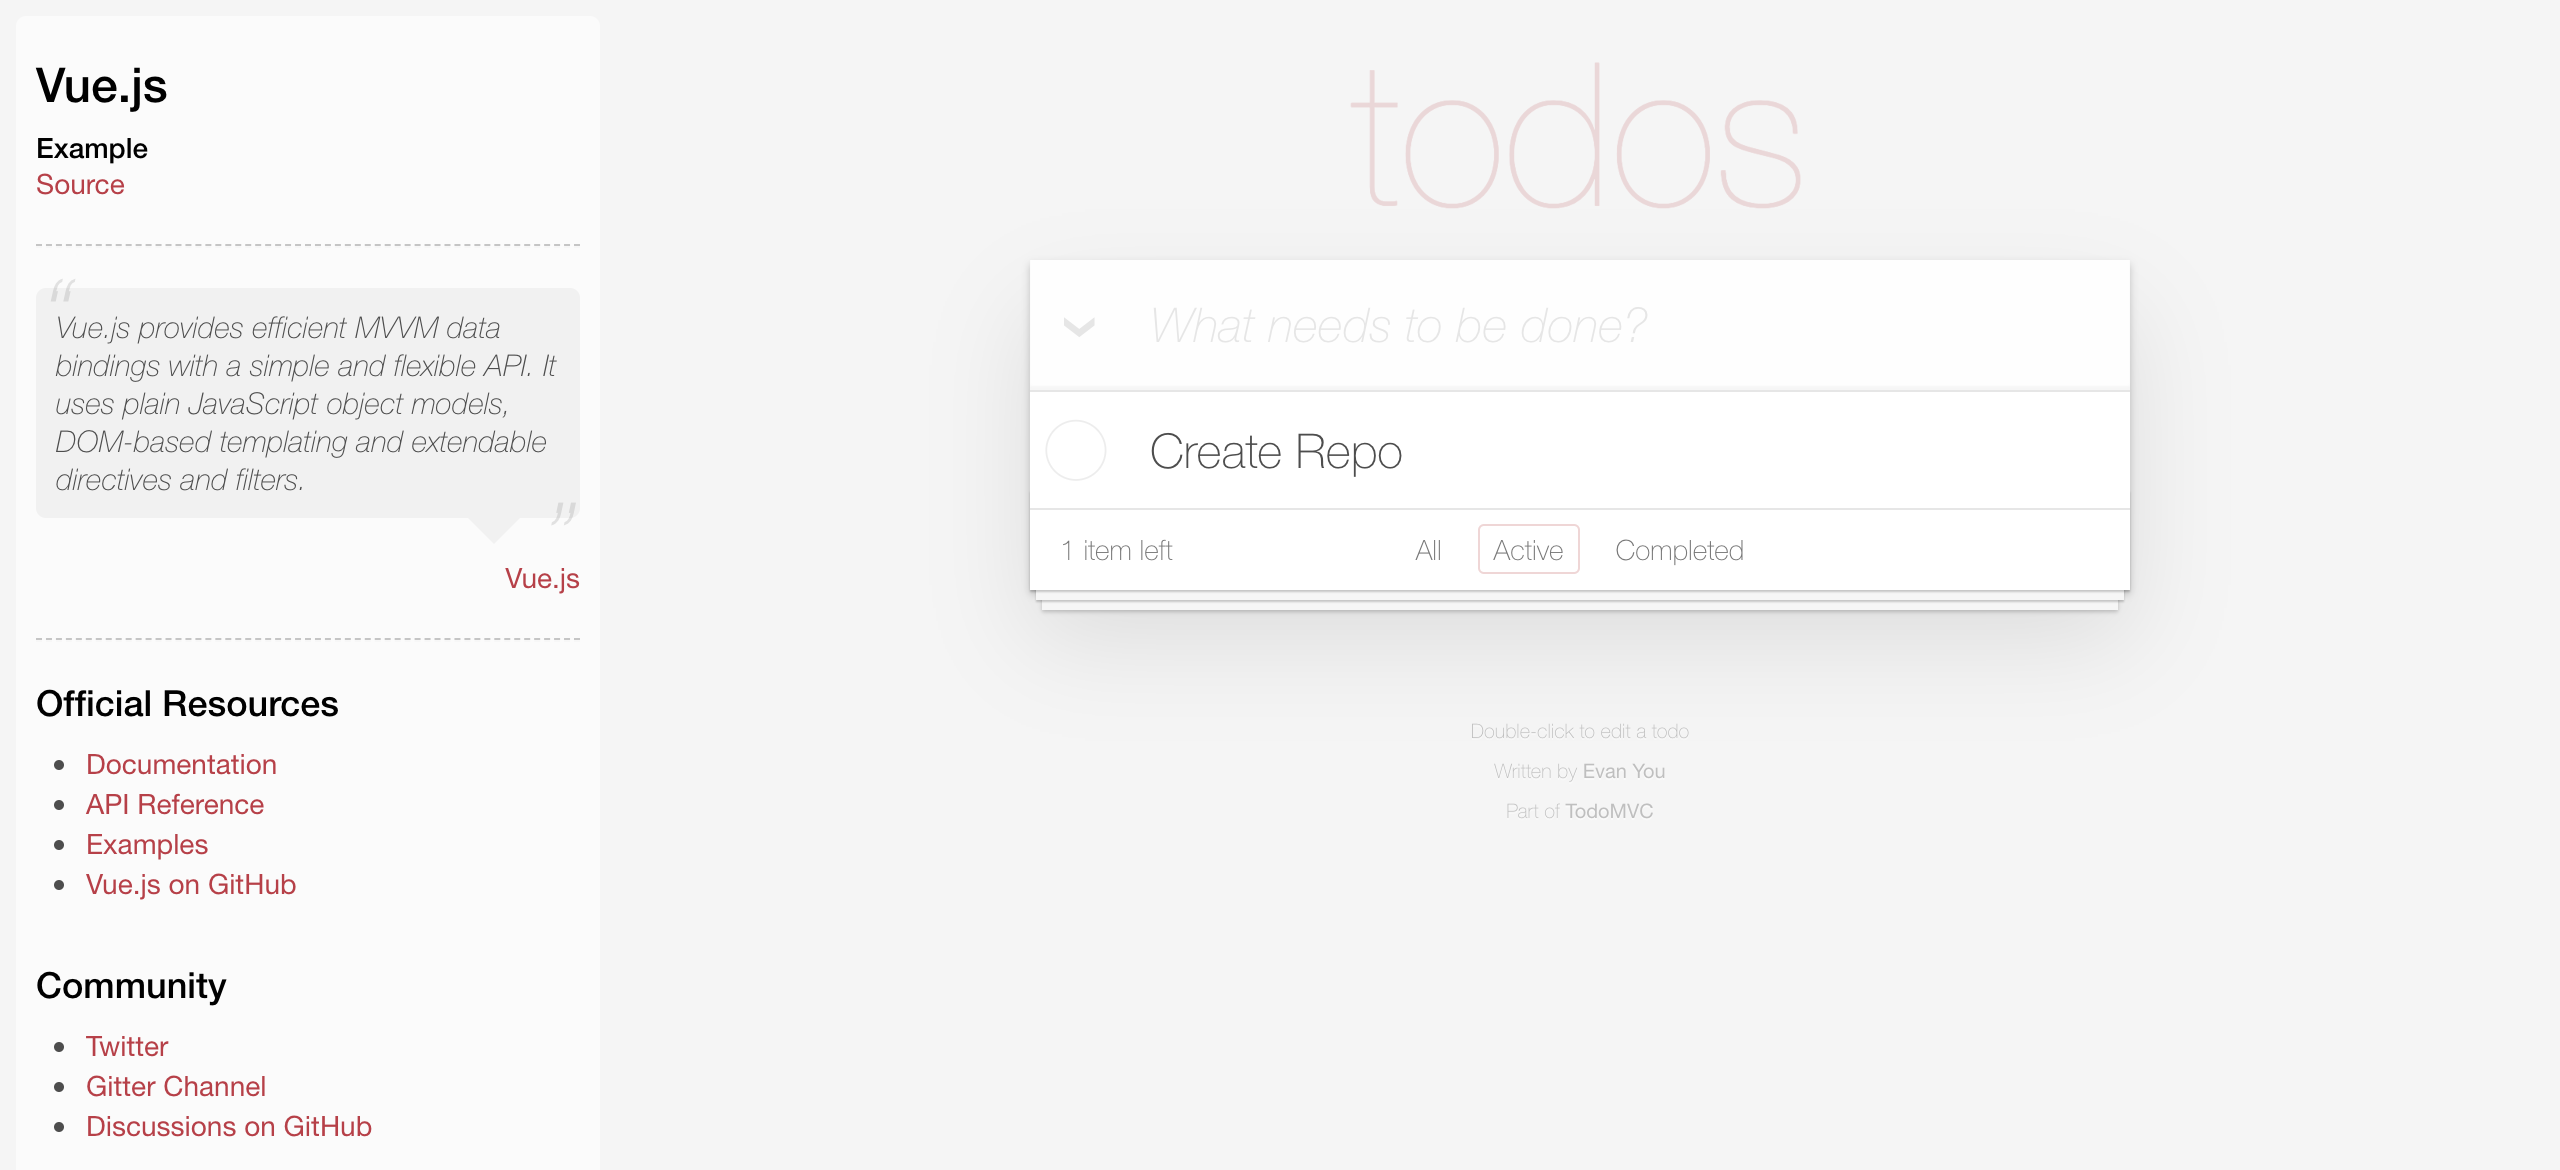 Vue.js
Example
Source
“
Vue.js provides efficient MVVM data
bindings with a simple and flexible API. It
uses plain JavaScript object models,
DOM-based templating and extendable
directives and filters.
”
Vue.js
Official Resources
Documentation
API Reference
Examples
Vue.js on GitHub
Community
Twitter
Gitter Channel
Discussions on GitHub
todos
What needs to be done?
Create Repo
1 item left
All
Active
Completed
Double-click to edit a todo
Written by Evan You
Part of TodoMVC